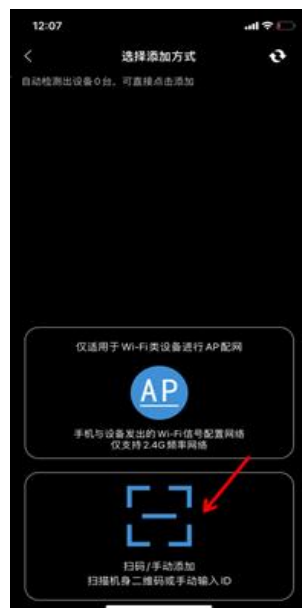 12:07
选择添加方式
自动检测出设备0台，可直接点击添加
仅适用于Wi-Fi类设备进行AP配网
AP
手机与设备发出的Wi-Fi信号配置网络
仅支持2.4G频率网络
扫码/手动添加
扫描机身二维码或手动输入ID